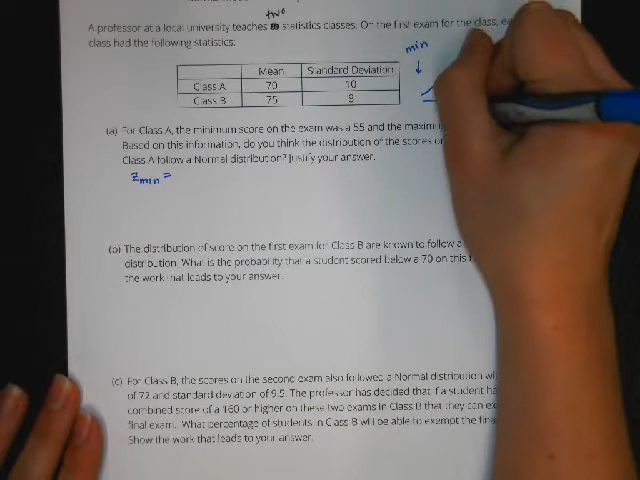 two
A professor at a local university teaches statistics classes. On the first exam for the class,
class had the following statistics:
min
Mean Standard Deviation
Class A 70 10
Class B 75 8
(a) For Class A, the minimum score on the exam was a 55 and the
Based on this information, do you think the distribution of the scores
Class A follow a Normal distribution? Justify your answer.
z min =
(b) The distribution of score on the first exam for Class B are known to follow a
distribution. What is the probability that a student scored below a 70 on this
the work that leads to your answer.
(c) For Class B, the scores on the second exam also followed a Normal distribution
of 72 and standard deviation of 9.5. The professor has decided that if a student
combined score of a 160 or higher on these two exams in Class B that they can
final exam. What percentage of students in Class B will be able to exempt the
Show the work that leads to your answer.